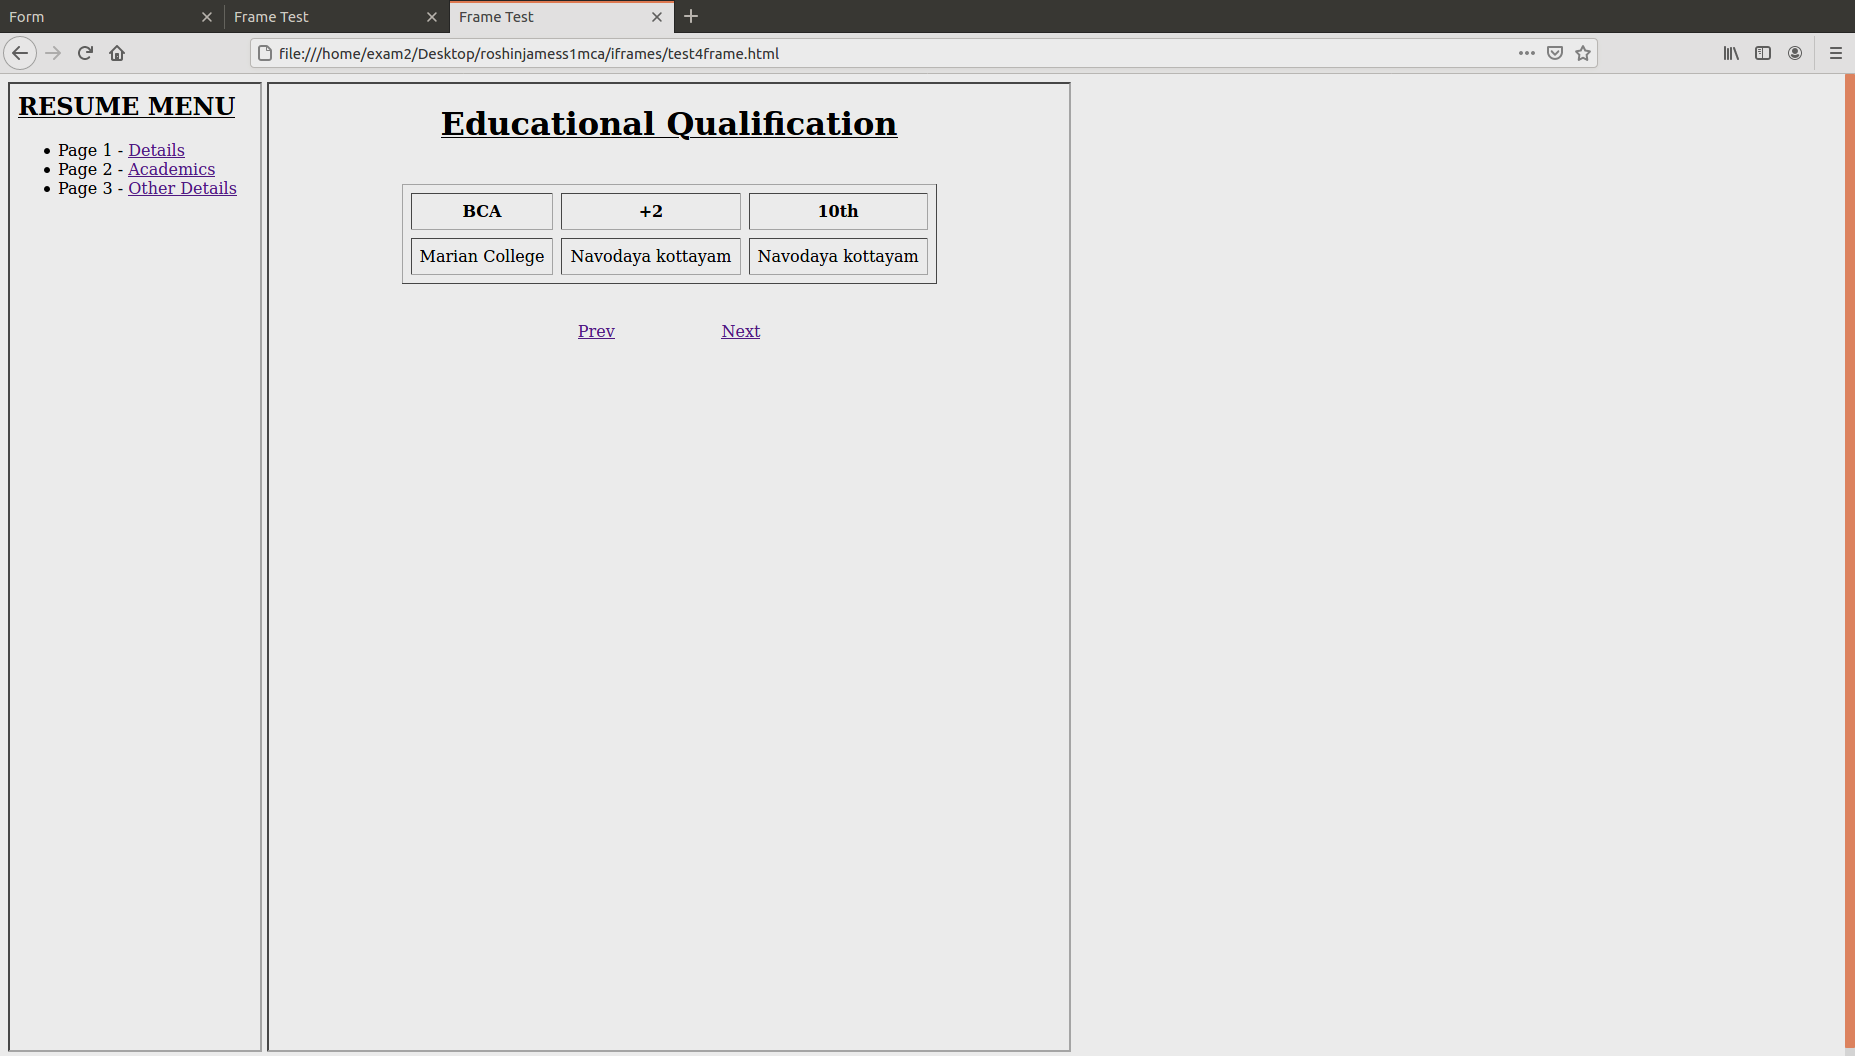 Form Frame Test Frame Test
file:///home/exam2/Desktop/roshinjamess1mca/iframes/test4frame.html
RESUME MENU
Page 1 - Details
Page 2 - Academics
Page 3 - Other Details
Educational Qualification
BCA +2 10th
Marian College Navodaya kottayam Navodaya kottayam
Prev Next